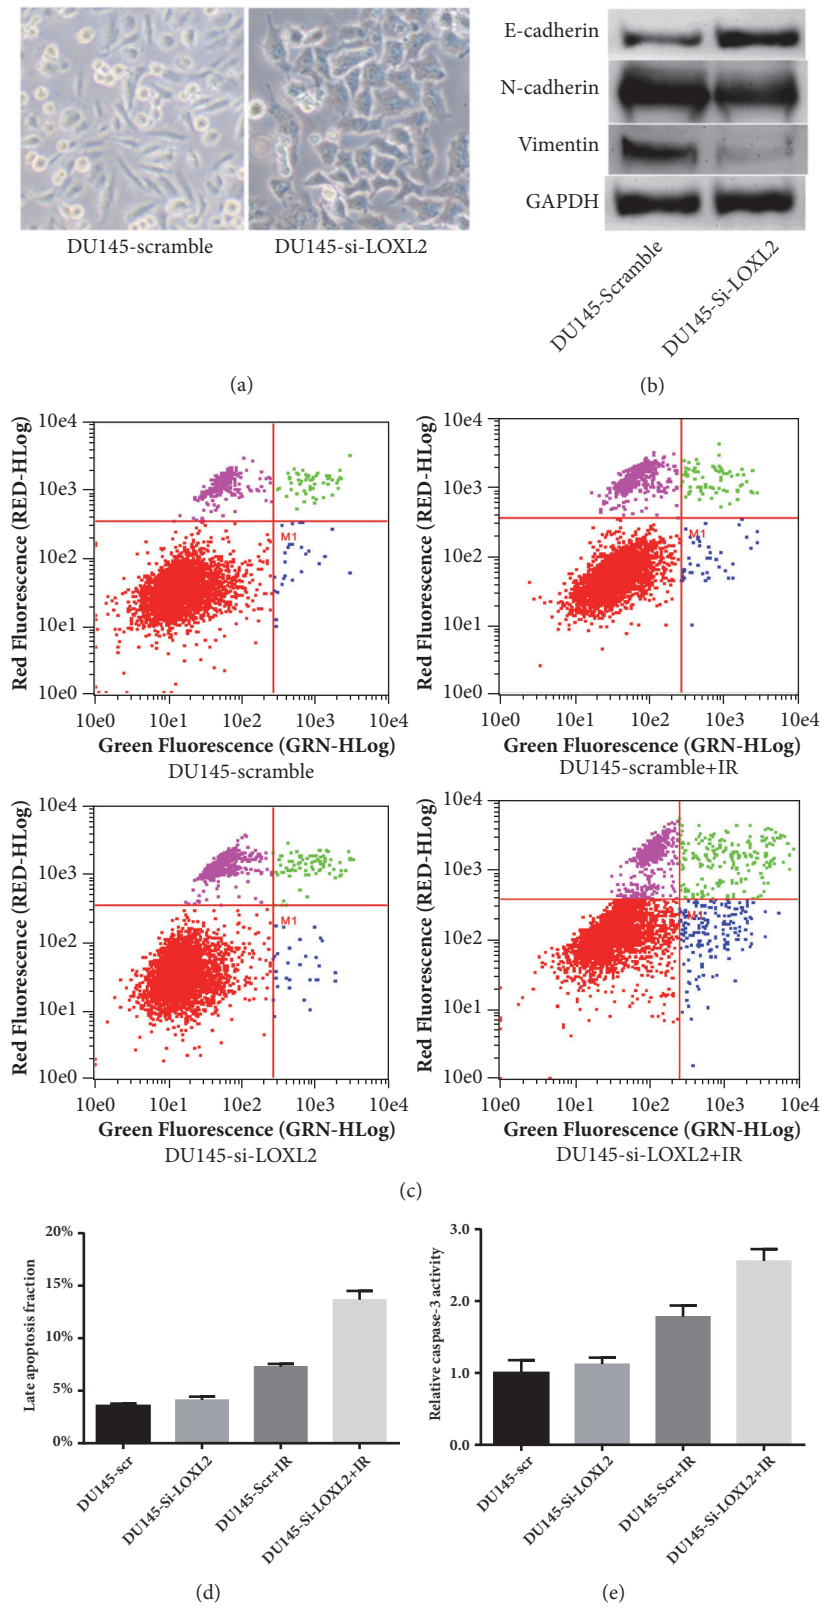 DU145-scramble
DU145-si-LOXL2
(a)
E-cadherin
N-cadherin
Vimentin
GAPDH
DU145-Scramble
DU145-Si-LOXL2
(b)
Red Fluorescence (RED-HLog)
10e4
10e3
10e2
10e1
10e0
M1
10e0 10e1 10e2 10e3 10e4
Green Fluorescence (GRN-HLog)
DU145-scramble
Red Fluorescence (RED-HLog)
10e4
10e3
10e2
10e1
10e0
M1
10e0 10e1 10e2 10e3 10e4
Green Fluorescence (GRN-HLog)
DU145-scramble+IR
Red Fluorescence (RED-HLog)
10e4
10e3
10e2
10e1
10e0
M1
10e0 10e1 10e2 10e3 10e4
Green Fluorescence (GRN-HLog)
DU145-si-LOXL2
Red Fluorescence (RED-HLog)
10e4
10e3
10e2
10e1
10e0
M1
10e0 10e1 10e2 10e3 10e4
Green Fluorescence (GRN-HLog)
DU145-si-LOXL2+IR
(c)
Late apoptosis fraction
20%
15%
10%
5%
0%
DU145-scr
DU145-Si-LOXL2
DU145-Scr+IR
DU145-Si-LOXL2+IR
(d)
Relative caspase-3 activity
3.0
2.0
1.0
0.0
DU145-scr
DU145-Si-LOXL2
DU145-Scr+IR
DU145-Si-LOXL2+IR
(e)